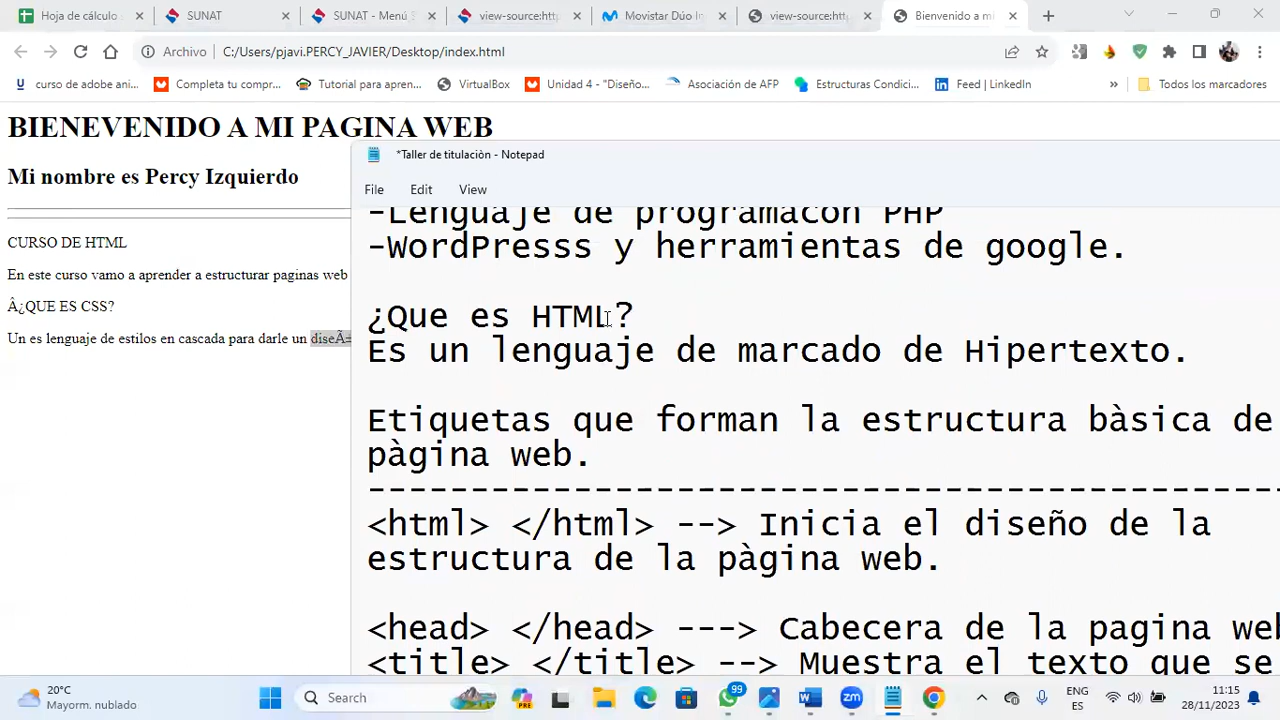 Hoja de cálculo
SUNAT
SUNAT - Menú
view-source:http
Movistar Dúo In
view-source:http
Bienvenido a mi
Archivo
C:/Users/pjavi.PERCY_JAVIER/Desktop/index.html
curso de adobe ani...
Completa tu compr...
Tutorial para apren...
VirtualBox
Unidad 4 - "Diseño...
Asociación de AFP
Estructuras Condici...
Feed | LinkedIn
»
Todos los marcadores
BIENEVENIDO A MI PAGINA WEB
Mi nombre es Percy Izquierdo
CURSO DE HTML
En este curso vamo a aprender a estructurar paginas web
Â¿QUE ES CSS?
Un es lenguaje de estilos en cascada para darle un diseÃ±
*Taller de titulaciòn - Notepad
File Edit View
-Lenguaje de programacòn PHP
-WordPresss y herramientas de google.
¿Que es HTML?
Es un lenguaje de marcado de Hipertexto.
Etiquetas que forman la estructura bàsica de
pàgina web.
--------------------------------------------
<html> </html> --> Inicia el diseño de la
estructura de la pàgina web.
<head> </head> ---> Cabecera de la pagina web
<title> </title> --> Muestra el texto que se
20°C
Mayorm. nublado
Search
PRE
99
ENG
ES
11:15
28/11/2023